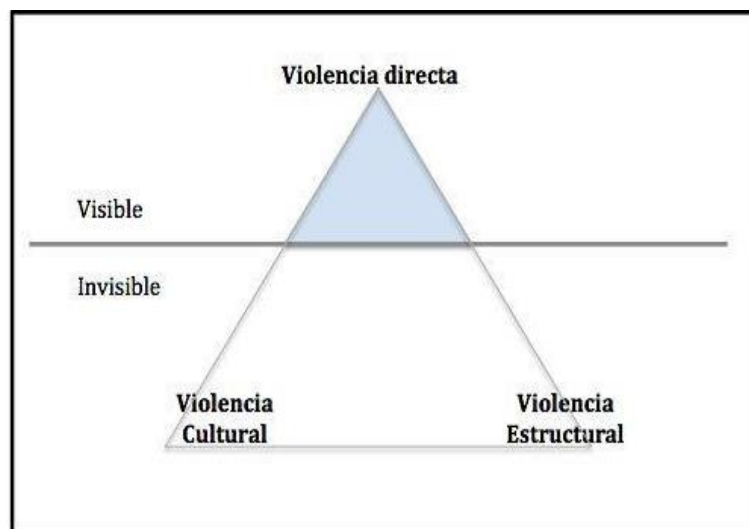 Violencia directa
Visible
Invisible
Violencia
Cultural
Violencia
Estructural